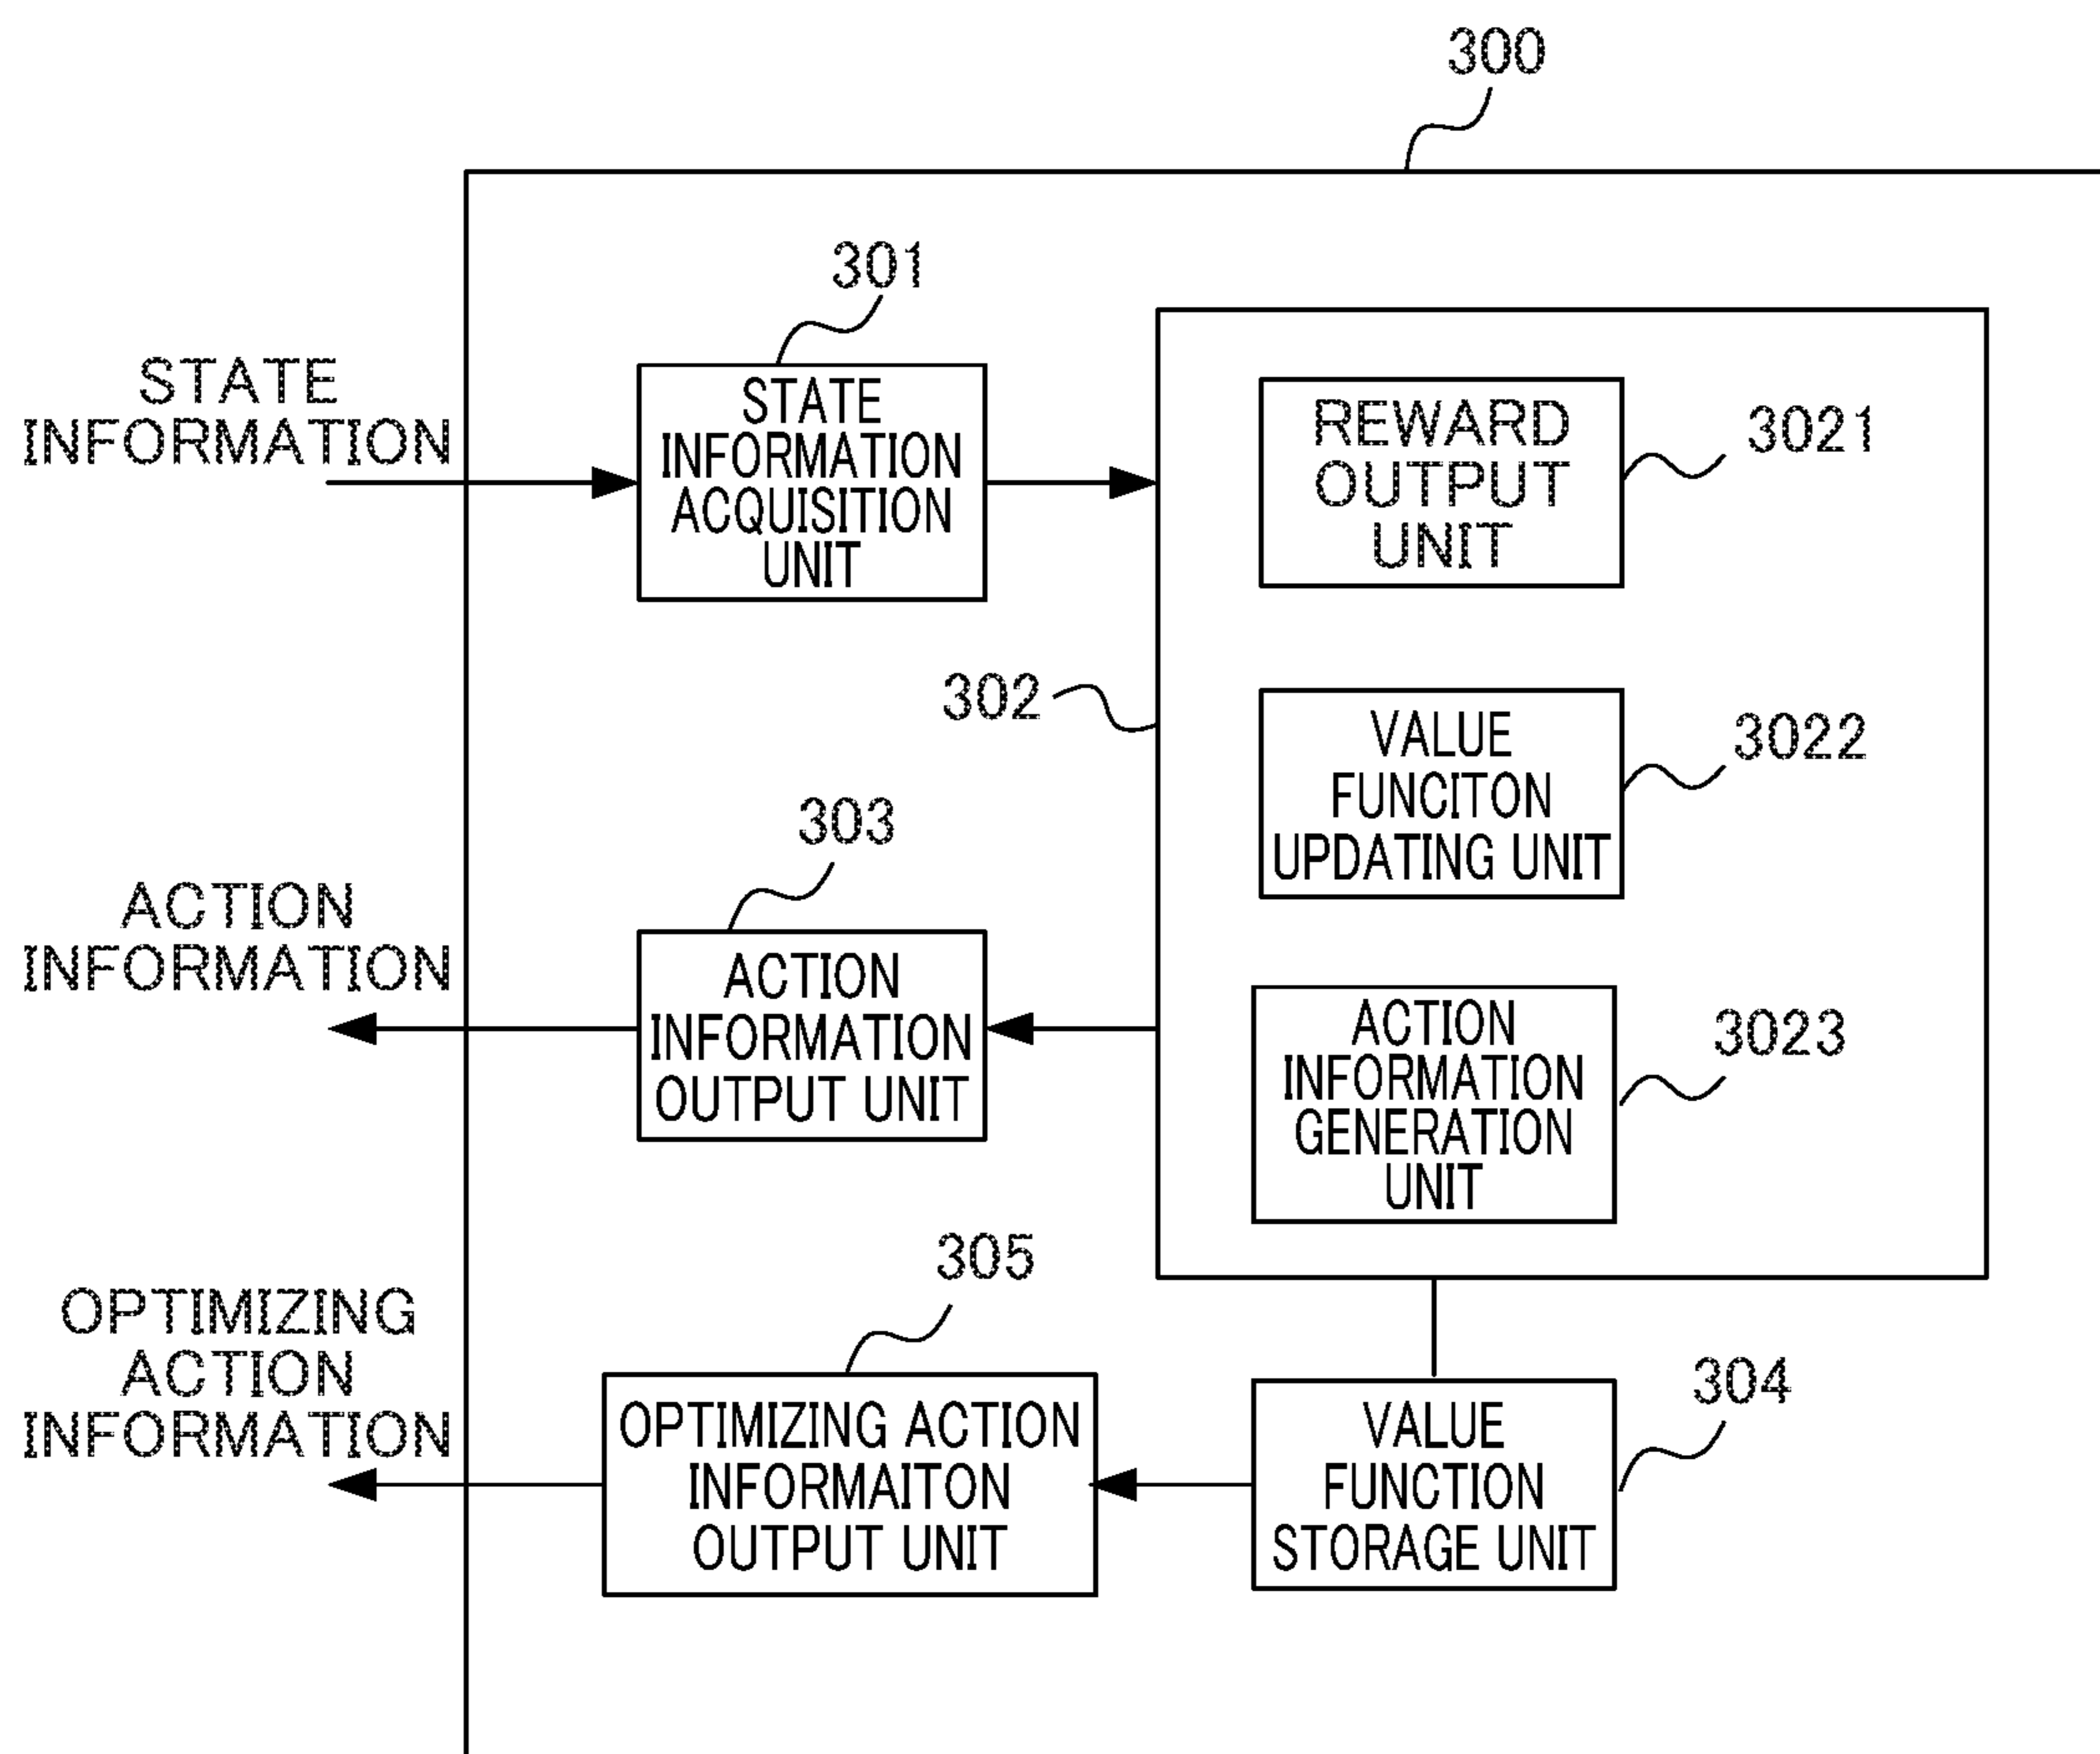 300
301
STATE
INFORMATION
STATE
INFORMATION
ACQUISITION
UNIT
REWARD
OUTPUT
UNIT
3021
302
VALUE
FUNCITON
UPDATING UNIT
3022
303
ACTION
INFORMATION
ACTION
INFORMATION
OUTPUT UNIT
ACTION
INFORMATION
GENERATION
UNIT
3023
305
OPTIMIZING
ACTION
INFORMATION
OPTIMIZING ACTION
INFORMAITON
OUTPUT UNIT
VALUE
FUNCTION
STORAGE UNIT
304